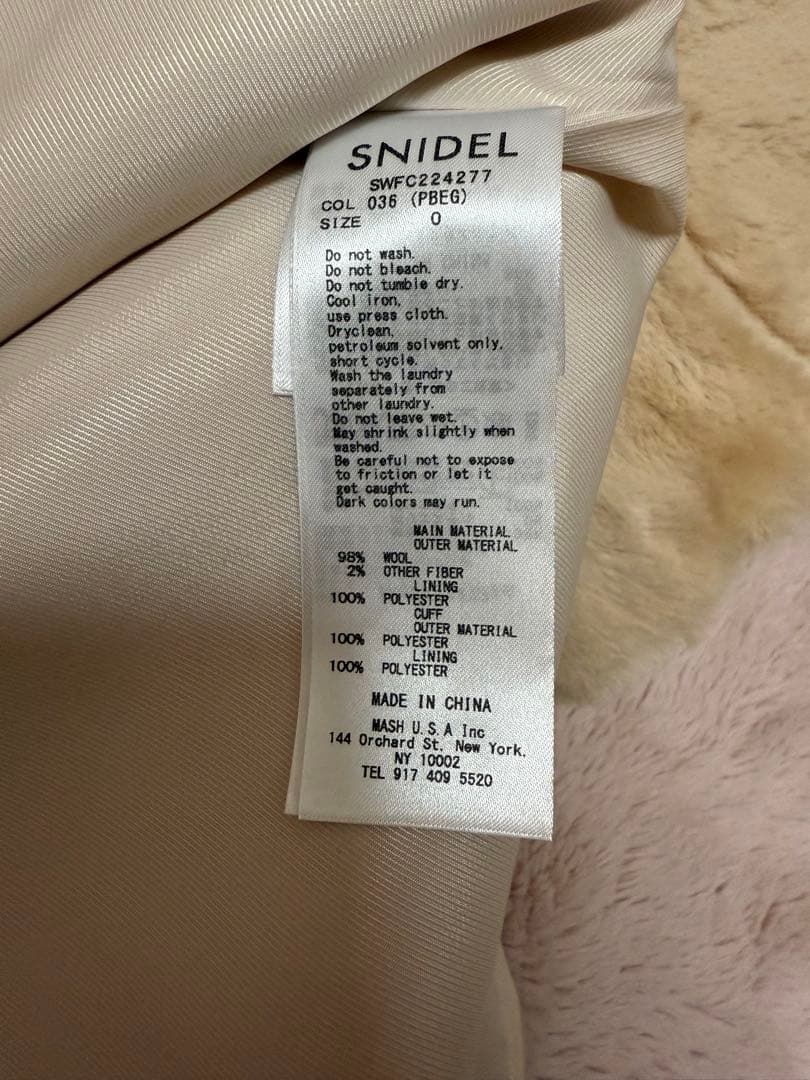 SNIDEL
SWFC224277
COL 036 (PBEG)
SIZE 0
Do not wash.
Do not bleach.
Do not tumble dry.
Cool iron,
use press cloth.
Dryclean,
petroleum solvent only,
short cycle.
Wash the laundry
separately from
other laundry.
Do not leave wet.
May shrink slightly when
washed.
Be careful not to expose
to friction or let it
get caught.
Dark colors may run.
MAIN MATERIAL
OUTER MATERIAL
98% WOOL
2% OTHER FIBER
LINING
100% POLYESTER
CUFF
OUTER MATERIAL
100% POLYESTER
LINING
100% POLYESTER
MADE IN CHINA
MASH U.S.A Inc
144 Orchard St. New York.
NY 10002
TEL 917 409 5520